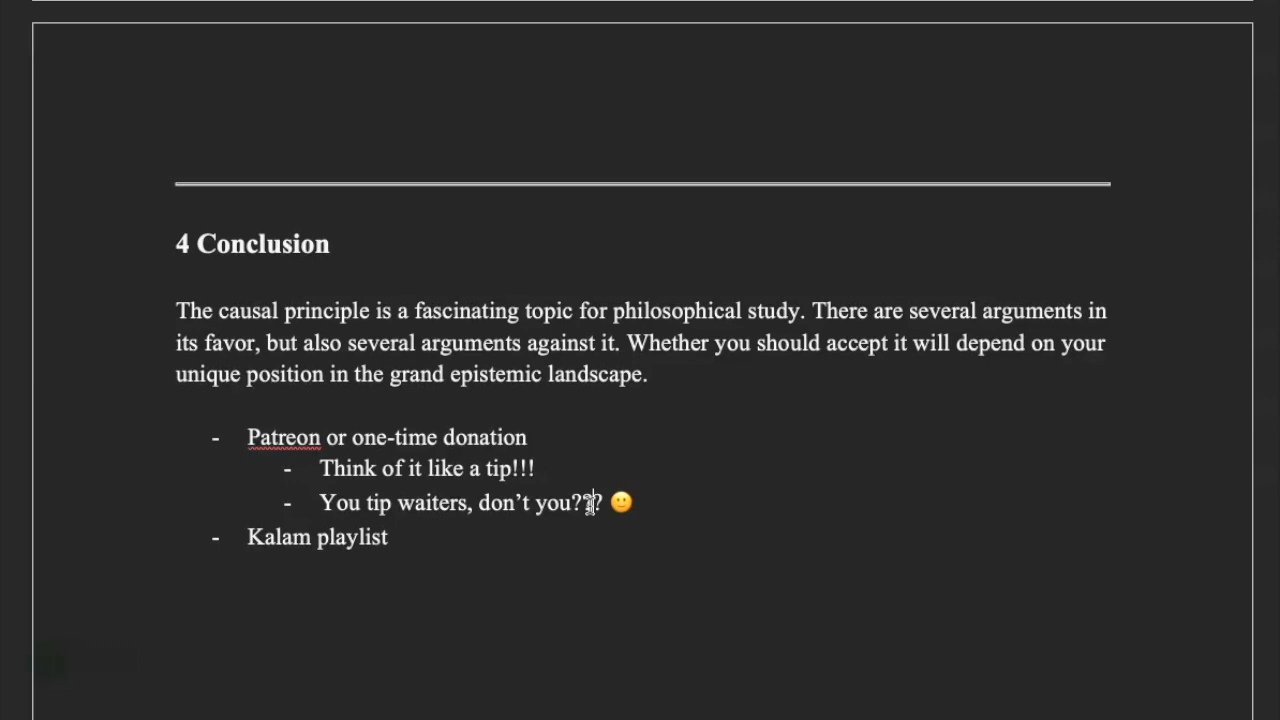 4 Conclusion
The causal principle is a fascinating topic for philosophical study. There are several arguments in
its favor, but also several arguments against it. Whether you should accept it will depend on your
unique position in the grand epistemic landscape.
- Patreon or one-time donation
- Think of it like a tip!!!
- You tip waiters, don’t you??? 🙂
- Kalam playlist